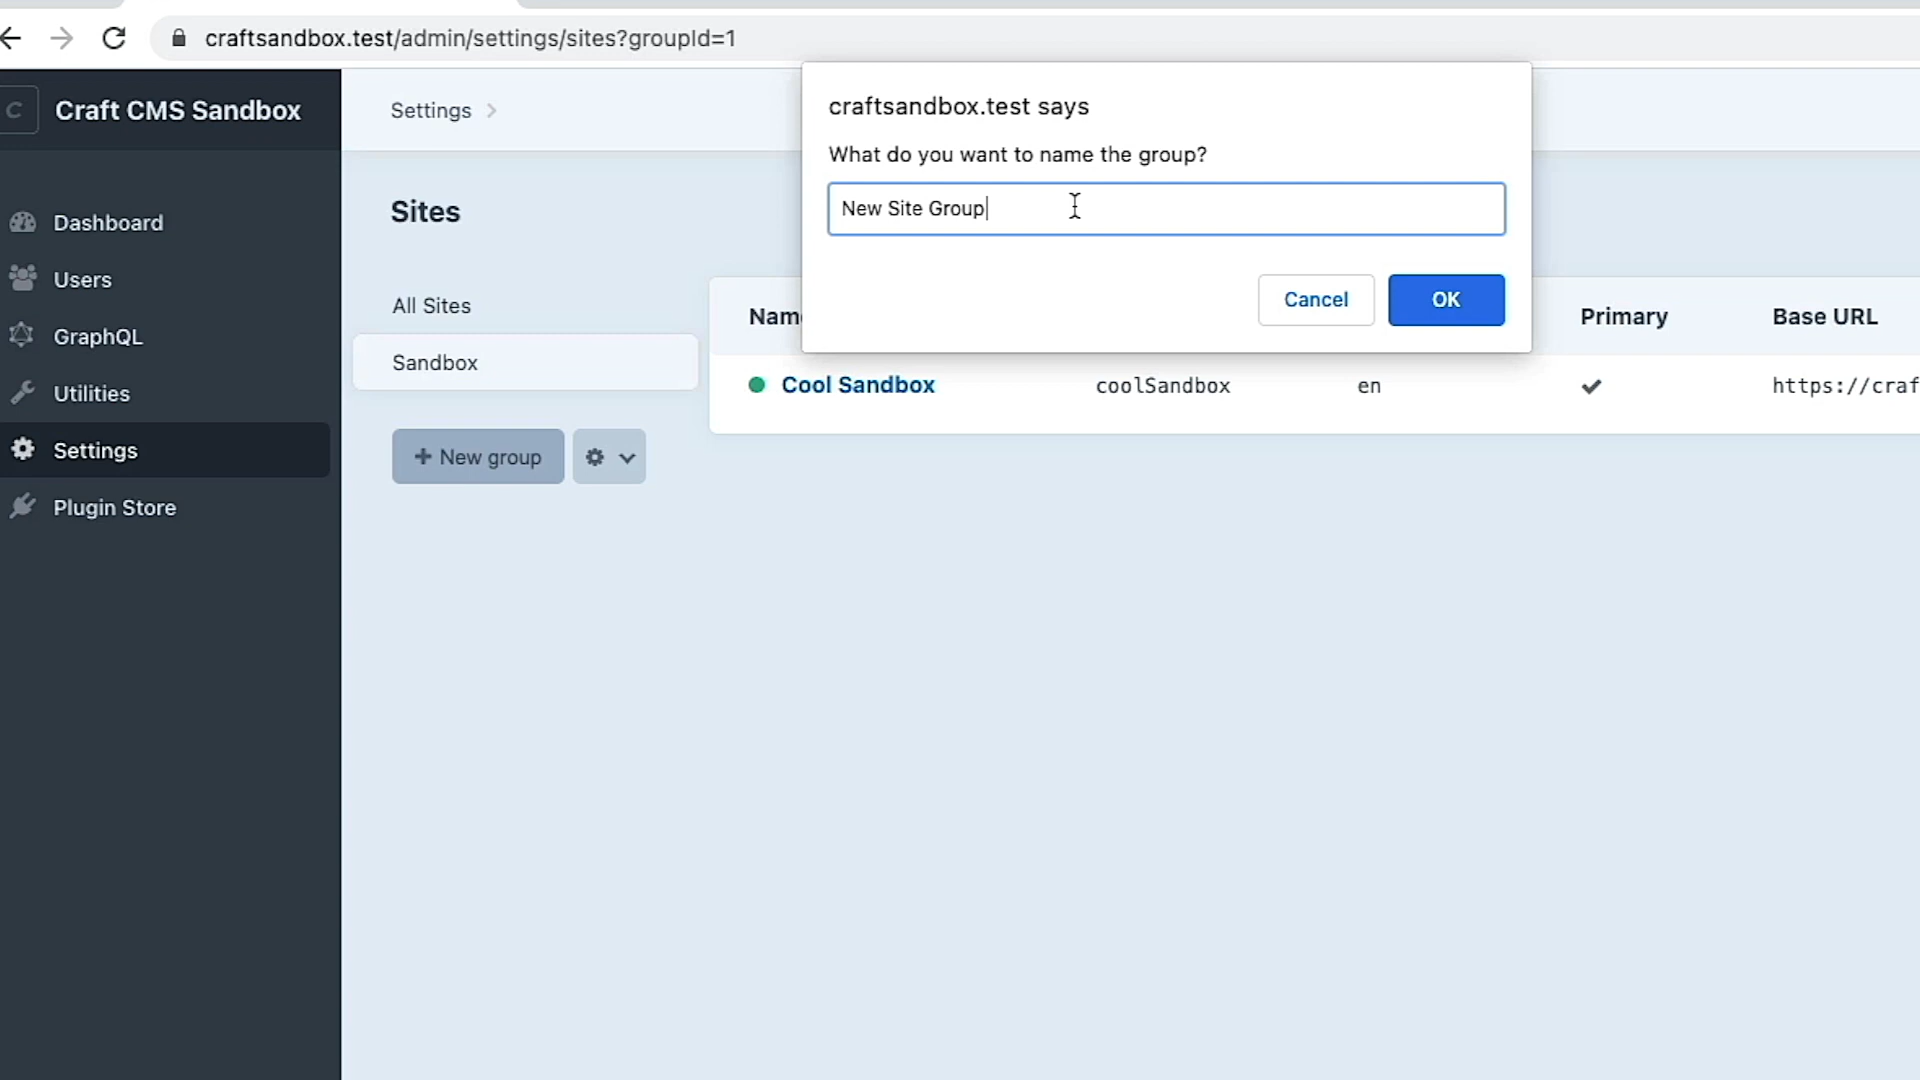 craftsandbox.test/admin/settings/sites?groupId=1
C
Craft CMS Sandbox
Dashboard
Users
GraphQL
Utilities
Settings
Plugin Store
Settings
Sites
All Sites
Sandbox
New group
craftsandbox.test says
What do you want to name the group?
New Site Group
Cancel
OK
Nam
Primary
Base URL
Cool Sandbox
coolSandbox
en
https://craf